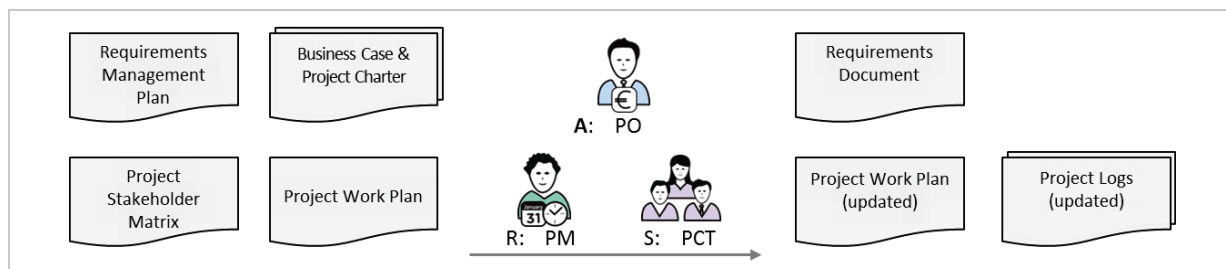 Requirements
Management
Plan
Business Case &
Project Charter
€
A: PO
Requirements
Document
Project
Stakeholder
Matrix
Project Work Plan
January
31
R: PM
S: PCT
Project Work Plan
(updated)
Project Logs
(updated)